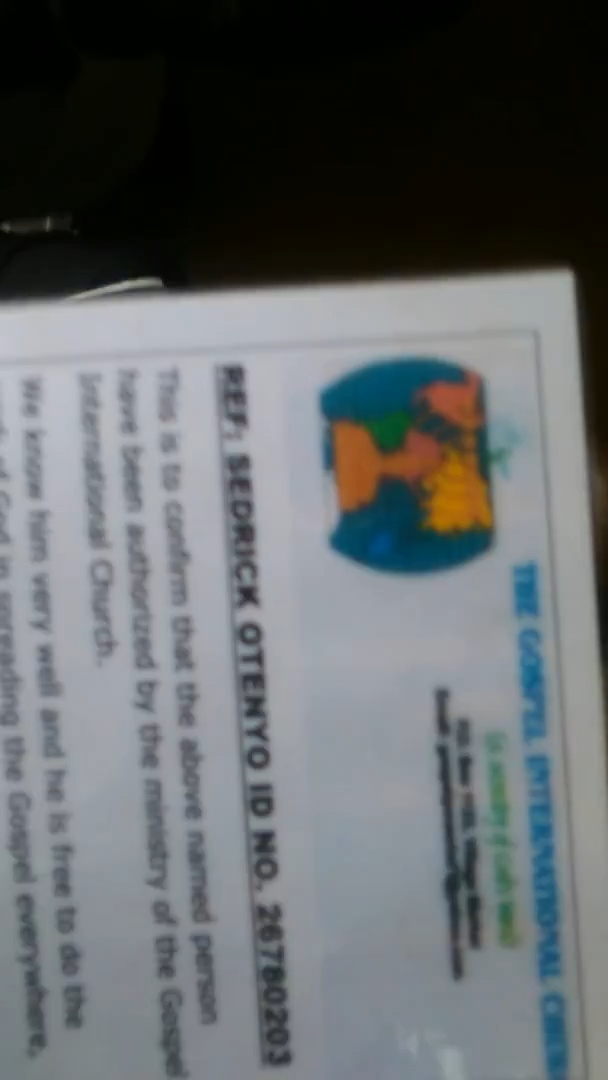 THE GOSPEL INTERNATIONAL
REF: SEDRICK OTENYO ID NO. 26780203
This is to confirm that the above named person
have been authorized by the ministry of the Gospel
International Church.
We know him very well and he is free to do the
of God in spreading the Gospel everywhere,